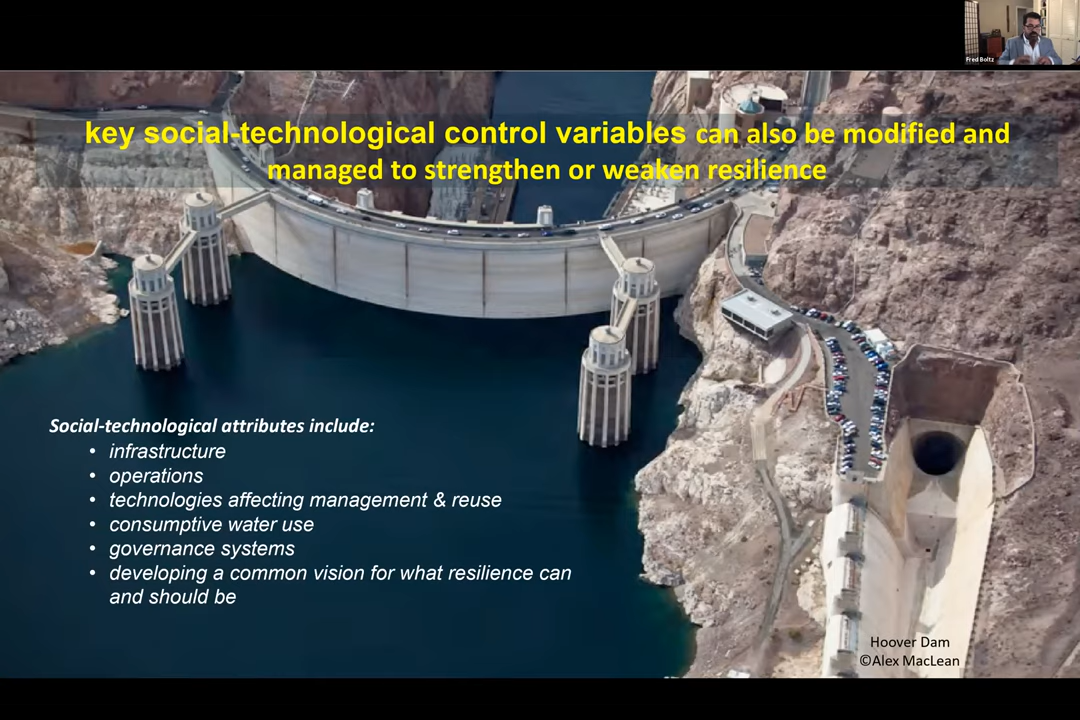 Fred Boltz
key social-technological control variables can also be modified and
managed to strengthen or weaken resilience
Social-technological attributes include:
• infrastructure
• operations
• technologies affecting management & reuse
• consumptive water use
• governance systems
• developing a common vision for what resilience can
and should be
Hoover Dam
©Alex MacLean